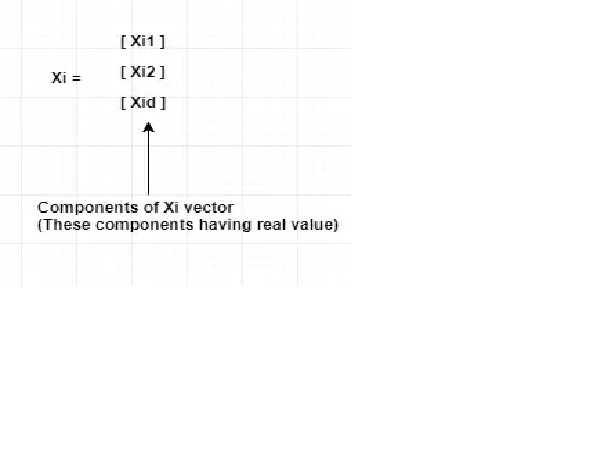 [ Xi1 ]
Xi = [ Xi2 ]
[ Xid ]
Components of Xi vector
(These components having real value)